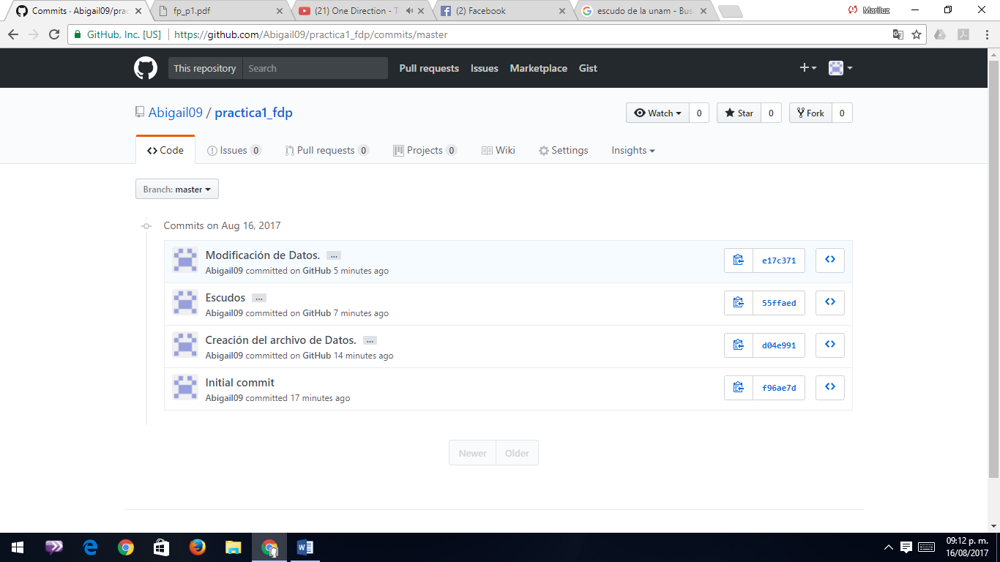 Commits · Abigail09/prac
fp_p1.pdf
(21) One Direction - T
(2) Facebook
escudo de la unam - Bus
Mariluz
GitHub, Inc. [US]
https://github.com/Abigail09/practica1_fdp/commits/master
This repository
Search
Pull requests
Issues
Marketplace
Gist
Abigail09 / practica1_fdp
Watch 0
Star 0
Fork 0
Code
Issues 0
Pull requests 0
Projects 0
Wiki
Settings
Insights
Branch: master
Commits on Aug 16, 2017
Modificación de Datos. …
e17c371
Abigail09 committed on GitHub 5 minutes ago
Escudos …
55ffaed
Abigail09 committed on GitHub 7 minutes ago
Creación del archivo de Datos. …
d04e991
Abigail09 committed on GitHub 14 minutes ago
Initial commit
f96ae7d
Abigail09 committed 17 minutes ago
Newer
Older
09:12 p. m.
16/08/2017